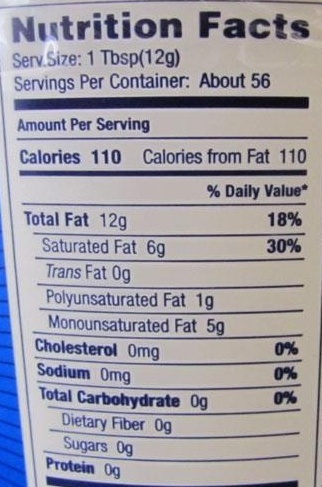 Nutrition Facts
Serv.Size: 1 Tbsp(12g)
Servings Per Container: About 56
Amount Per Serving
Calories 110 Calories from Fat 110
% Daily Value*
Total Fat 12g 18%
Saturated Fat 6g 30%
Trans Fat 0g
Polyunsaturated Fat 1g
Monounsaturated Fat 5g
Cholesterol 0mg 0%
Sodium 0mg 0%
Total Carbohydrate 0g 0%
Dietary Fiber 0g
Sugars 0g
Protein 0g